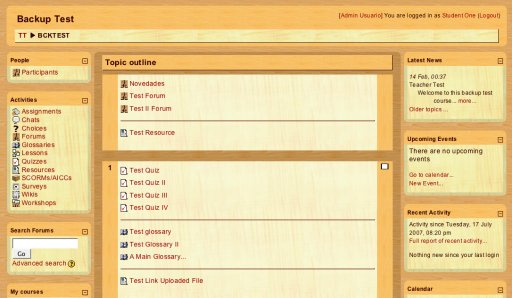 Backup Test
[Admin Usuario] You are logged in as Student One (Logout)
TT ► BCKTEST
People
Participants
Activities
Assignments
Chats
Choices
Forums
Glossaries
Lessons
Quizzes
Resources
SCORMs/AICCs
Surveys
Wikis
Workshops
Search Forums
Go
Advanced search
My courses
Topic outline
Novedades
Test Forum
Test II Forum
Test Resource
1
Test Quiz
Test Quiz II
Test Quiz III
Test Quiz IV
Test glossary
Test Glossary II
A Main Glossary...
Test Link Uploaded File
Latest News
14 Feb, 00:37
Teacher Test
Welcome to this backup test
course... more...
Older topics ...
Upcoming Events
There are no upcoming
events
Go to calendar...
New Event...
Recent Activity
Activity since Tuesday, 17 July
2007, 08:20 pm
Full report of recent activity...
Nothing new since your last login
Calendar